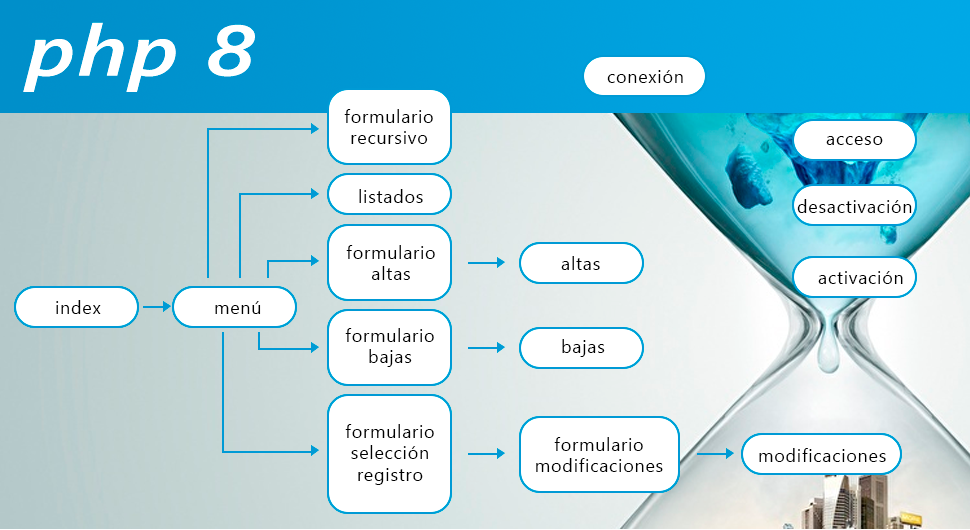 php 8
conexión
formulario
recursivo
acceso
listados
desactivación
formulario
altas
altas
activación
index
menú
formulario
bajas
bajas
formulario
selección
registro
formulario
modificaciones
modificaciones